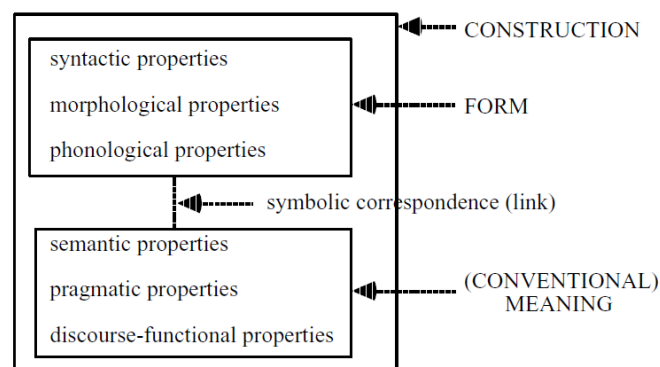 CONSTRUCTION
syntactic properties
morphological properties
FORM
phonological properties
symbolic correspondence (link)
semantic properties
pragmatic properties
(CONVENTIONAL)
MEANING
discourse-functional properties